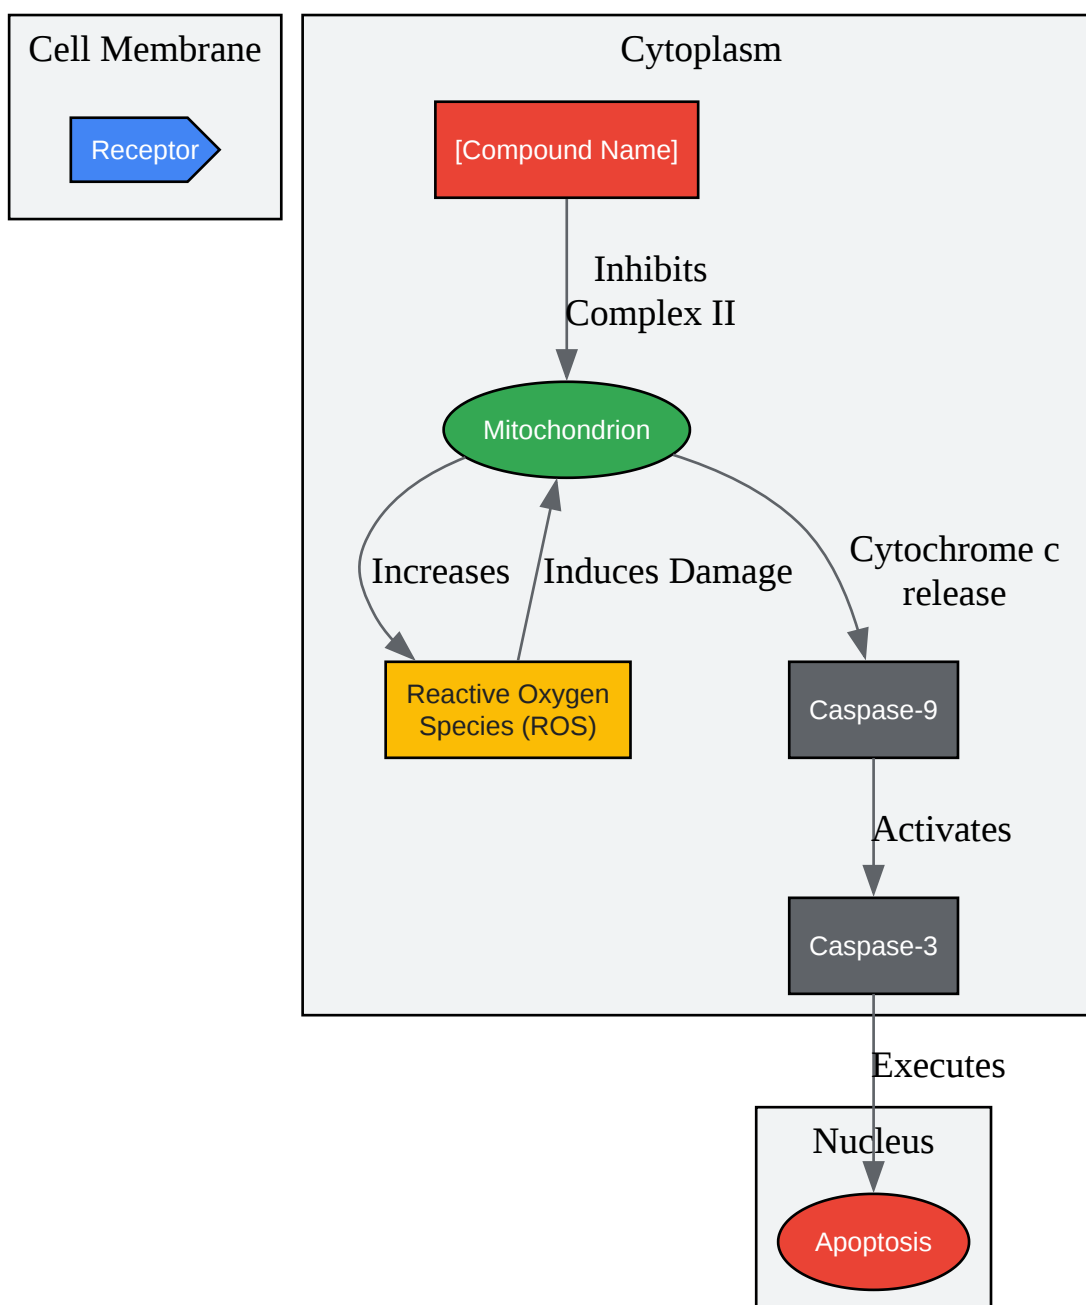 Cell Membrane
Receptor
Cytoplasm
[Compound Name]
Inhibits
Complex II
Mitochondrion
Increases
Induces Damage
Cytochrome c
release
Reactive Oxygen
Species (ROS)
Caspase-9
Activates
Caspase-3
Executes
Nucleus
Apoptosis